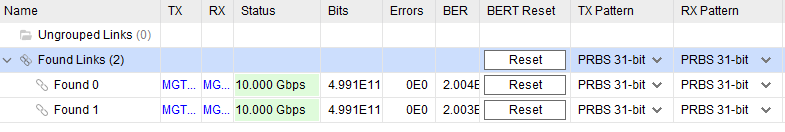 Name TX RX Status Bits Errors BER BERT Reset TX Pattern RX Pattern
Ungrouped Links (0)
Found Links (2) Reset PRBS 31-bit PRBS 31-bit
Found 0 MGT... MG... 10.000 Gbps 4.991E11 0E0 2.004E Reset PRBS 31-bit PRBS 31-bit
Found 1 MGT... MG... 10.000 Gbps 4.991E11 0E0 2.003E Reset PRBS 31-bit PRBS 31-bit